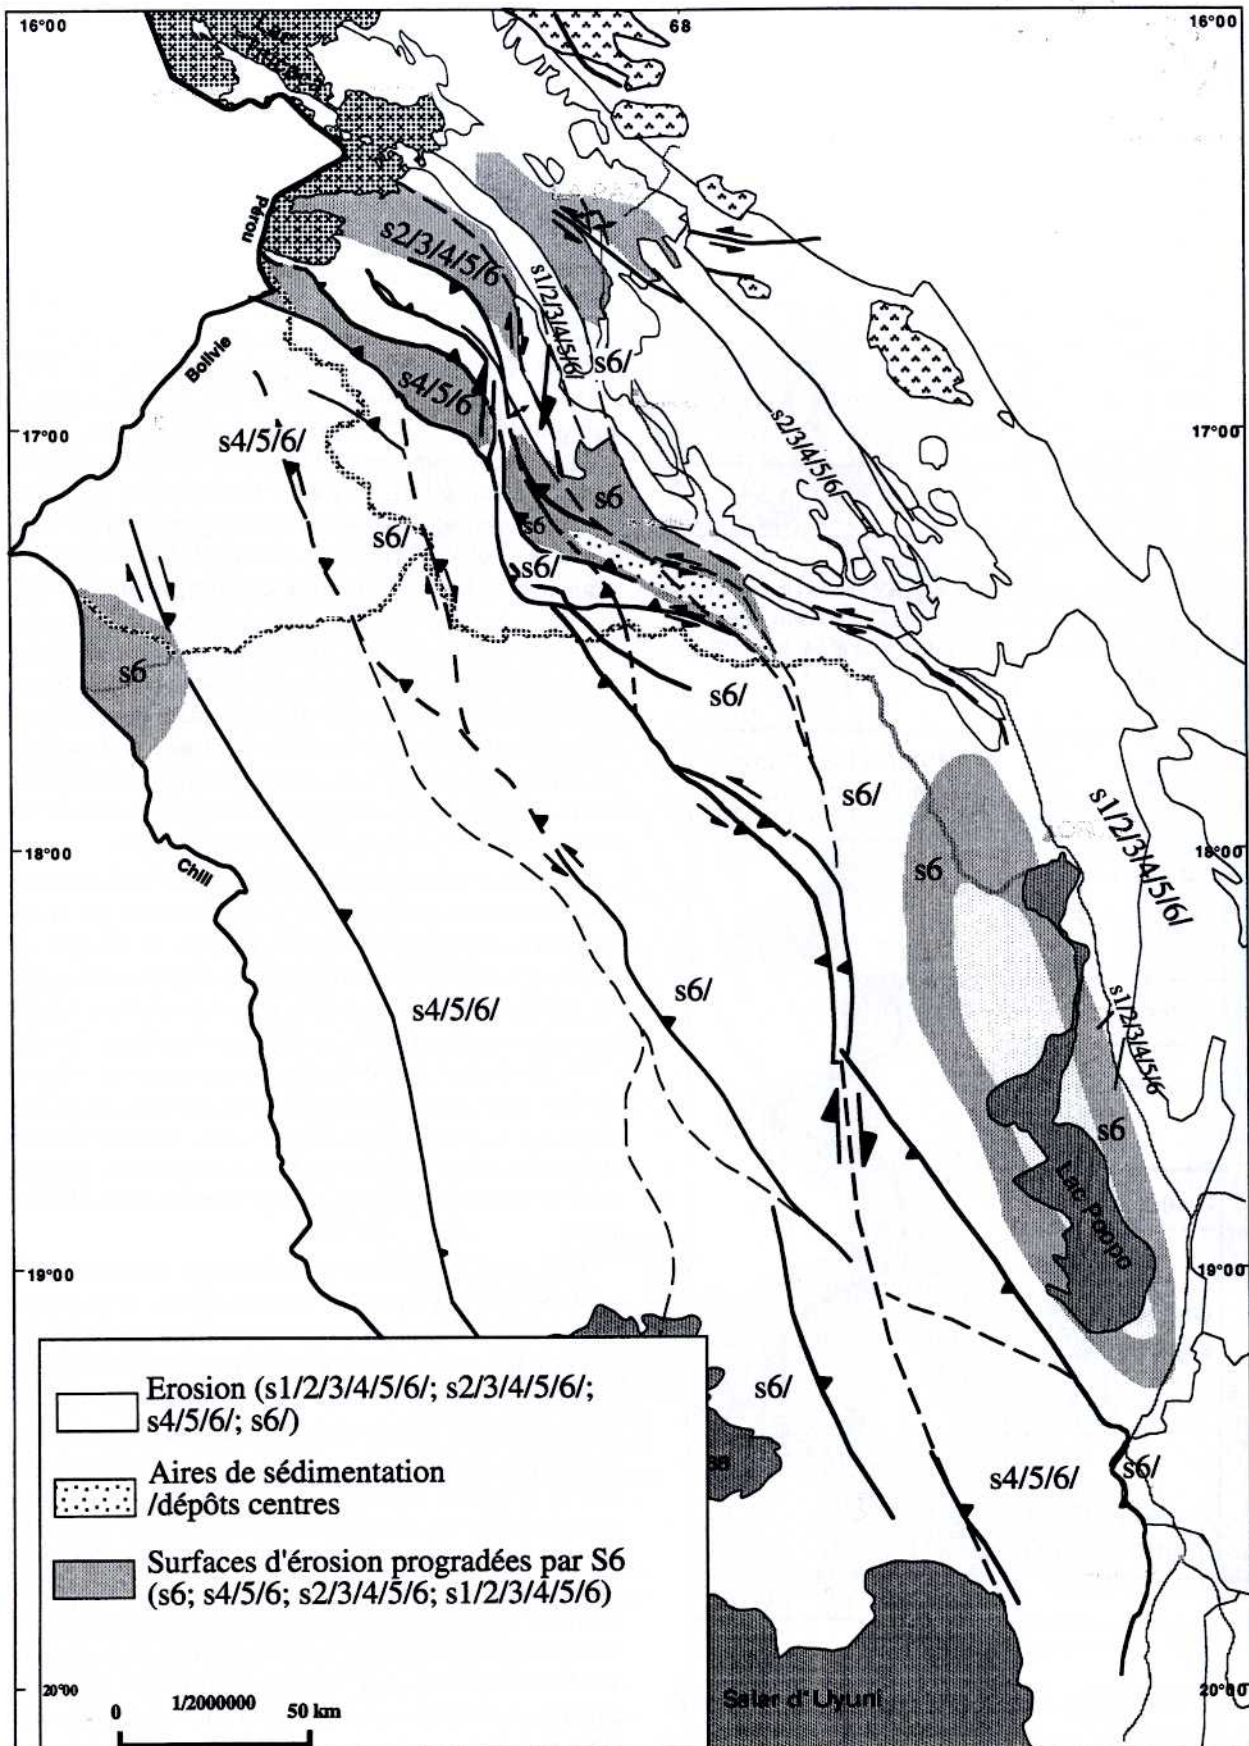 16°00
68
16°00
Pérou
s2/3/4/5/6
s1/2/3/4/5/6/
s6/
Bolivie
s4/5/6
17°00
s4/5/6/
s2/3/4/5/6/
17°00
s6
s6
s6/
s6/
s6
s6/
s6/
s1/2/3/4/5/6/
18°00
18°00
Chili
s6
s6/
s4/5/6/
s1/2/3/4/5/6
s6
Lac Poopo
19°00
19°00
s6/
s4/5/6/
s6/
Erosion (s1/2/3/4/5/6/; s2/3/4/5/6/;
s4/5/6/; s6/)
Aires de sédimentation
/dépôts centres
Surfaces d'érosion progradées par S6
(s6; s4/5/6; s2/3/4/5/6; s1/2/3/4/5/6)
20°00
1/2000000
0
50 km
Salar d'Uyuni
20°00